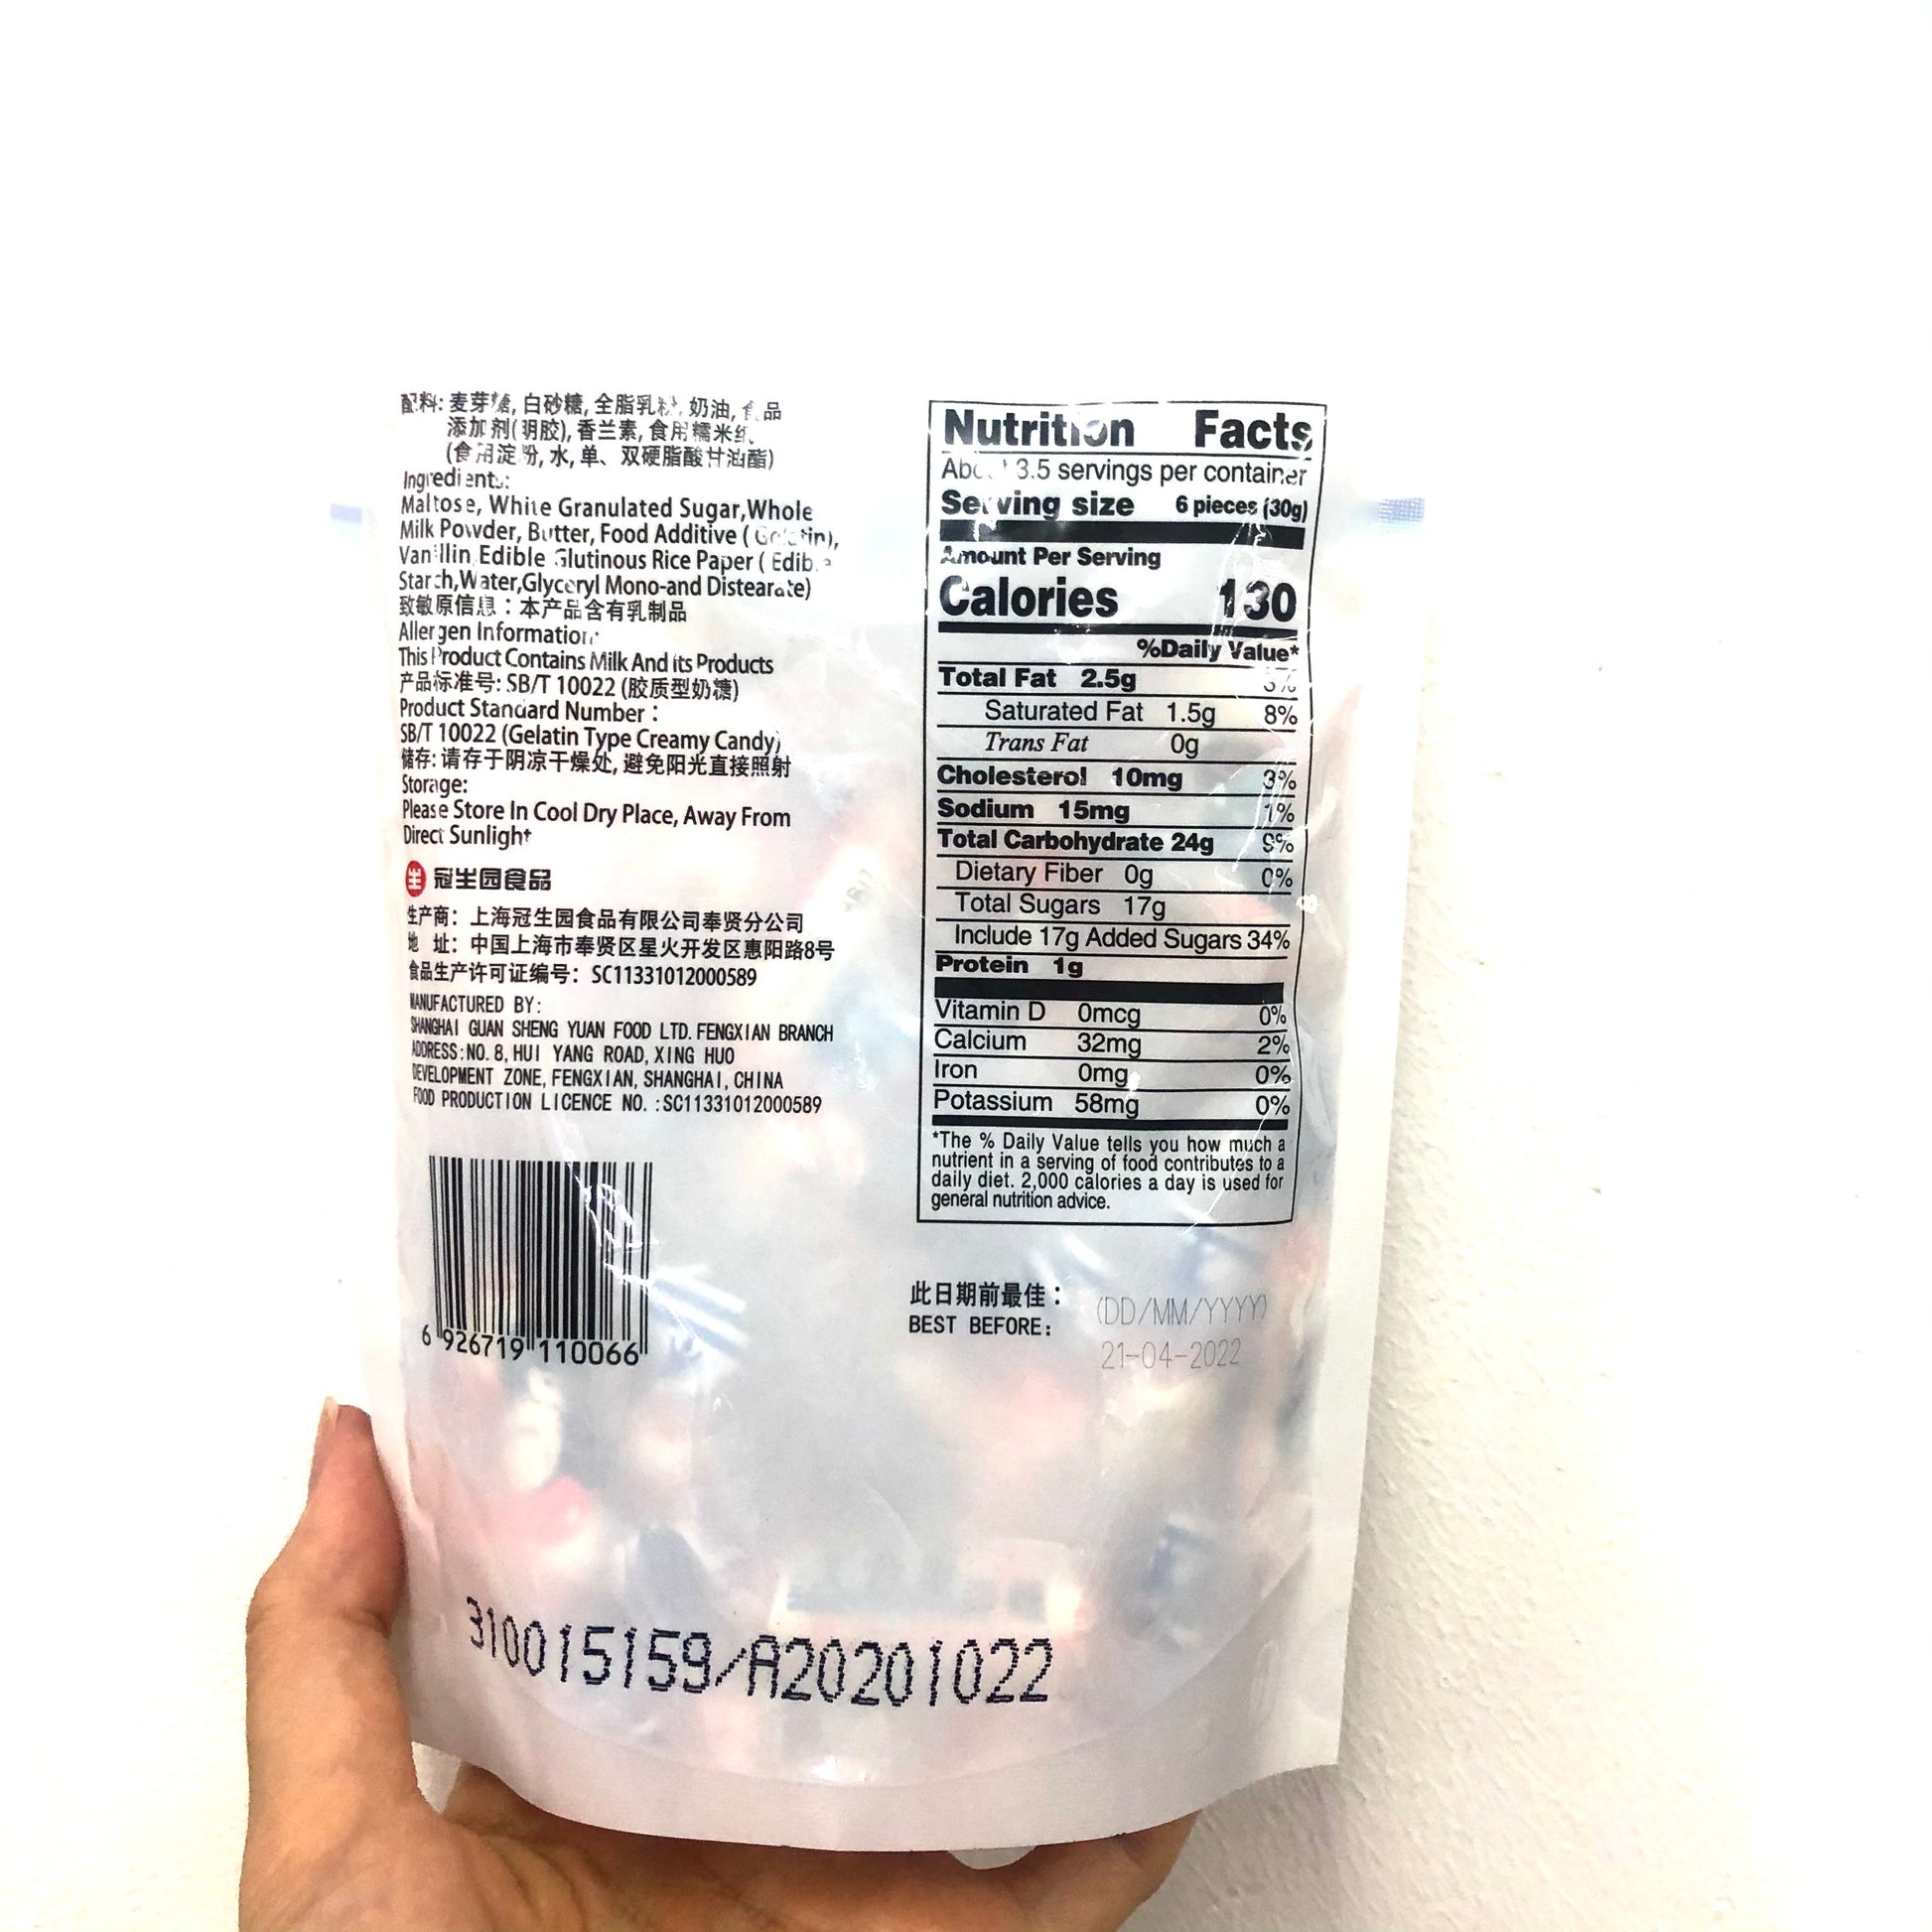 配料: 麦芽糖, 白砂糖, 全脂乳粉, 奶油, 食品
添加剂(明胶), 香兰素, 食用糯米纸
(食用淀粉, 水, 单、双硬脂酸甘油酯)
Ingredients:
Maltose, White Granulated Sugar,Whole
Milk Powder, Butter, Food Additive ( Gelatin),
Vanillin,Edible Glutinous Rice Paper ( Edible
Starch,Water,Glyceryl Mono-and Distearate)
致敏原信息：本产品含有乳制品
Allergen Information:
This Product Contains Milk And its Products
产品标准号: SB/T 10022 (胶质型奶糖)
Product Standard Number :
SB/T 10022 (Gelatin Type Creamy Candy)
储存: 请存于阴凉干燥处, 避免阳光直接照射
Storage:
Please Store In Cool Dry Place, Away From
Direct Sunlight
生 冠生园食品
生产商: 上海冠生园食品有限公司奉贤分公司
地 址: 中国上海市奉贤区星火开发区惠阳路8号
食品生产许可证编号: SC11331012000589
MANUFACTURED BY:
SHANGHAI GUAN SHENG YUAN FOOD LTD. FENGXIAN BRANCH
ADDRESS:NO. 8, HUI YANG ROAD, XING HUO
DEVELOPMENT ZONE, FENGXIAN, SHANGHAI, CHINA
FOOD PRODUCTION LICENCE NO. :SC11331012000589
6 926719 110066
Nutrition Facts
About 3.5 servings per container
Serving size 6 pieces (30g)
Amount Per Serving
Calories 130
%Daily Value*
Total Fat 2.5g 3%
Saturated Fat 1.5g 8%
Trans Fat 0g
Cholesterol 10mg 3%
Sodium 15mg 1%
Total Carbohydrate 24g 9%
Dietary Fiber 0g 0%
Total Sugars 17g
Include 17g Added Sugars 34%
Protein 1g
Vitamin D 0mcg 0%
Calcium 32mg 2%
Iron 0mg 0%
Potassium 58mg 0%
*The % Daily Value tells you how much a
nutrient in a serving of food contributes to a
daily diet. 2,000 calories a day is used for
general nutrition advice.
此日期前最佳：
BEST BEFORE:
(DD/MM/YYYY)
21-04-2022
310015159/A20201022